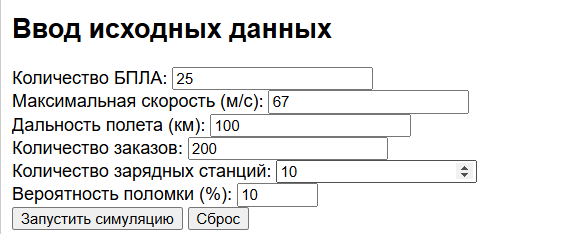 Ввод исходных данных
Количество БПЛА: 25
Максимальная скорость (м/с): 67
Дальность полета (км): 100
Количество заказов: 200
Количество зарядных станций: 10
Вероятность поломки (%): 10
Запустить симуляцию Сброс